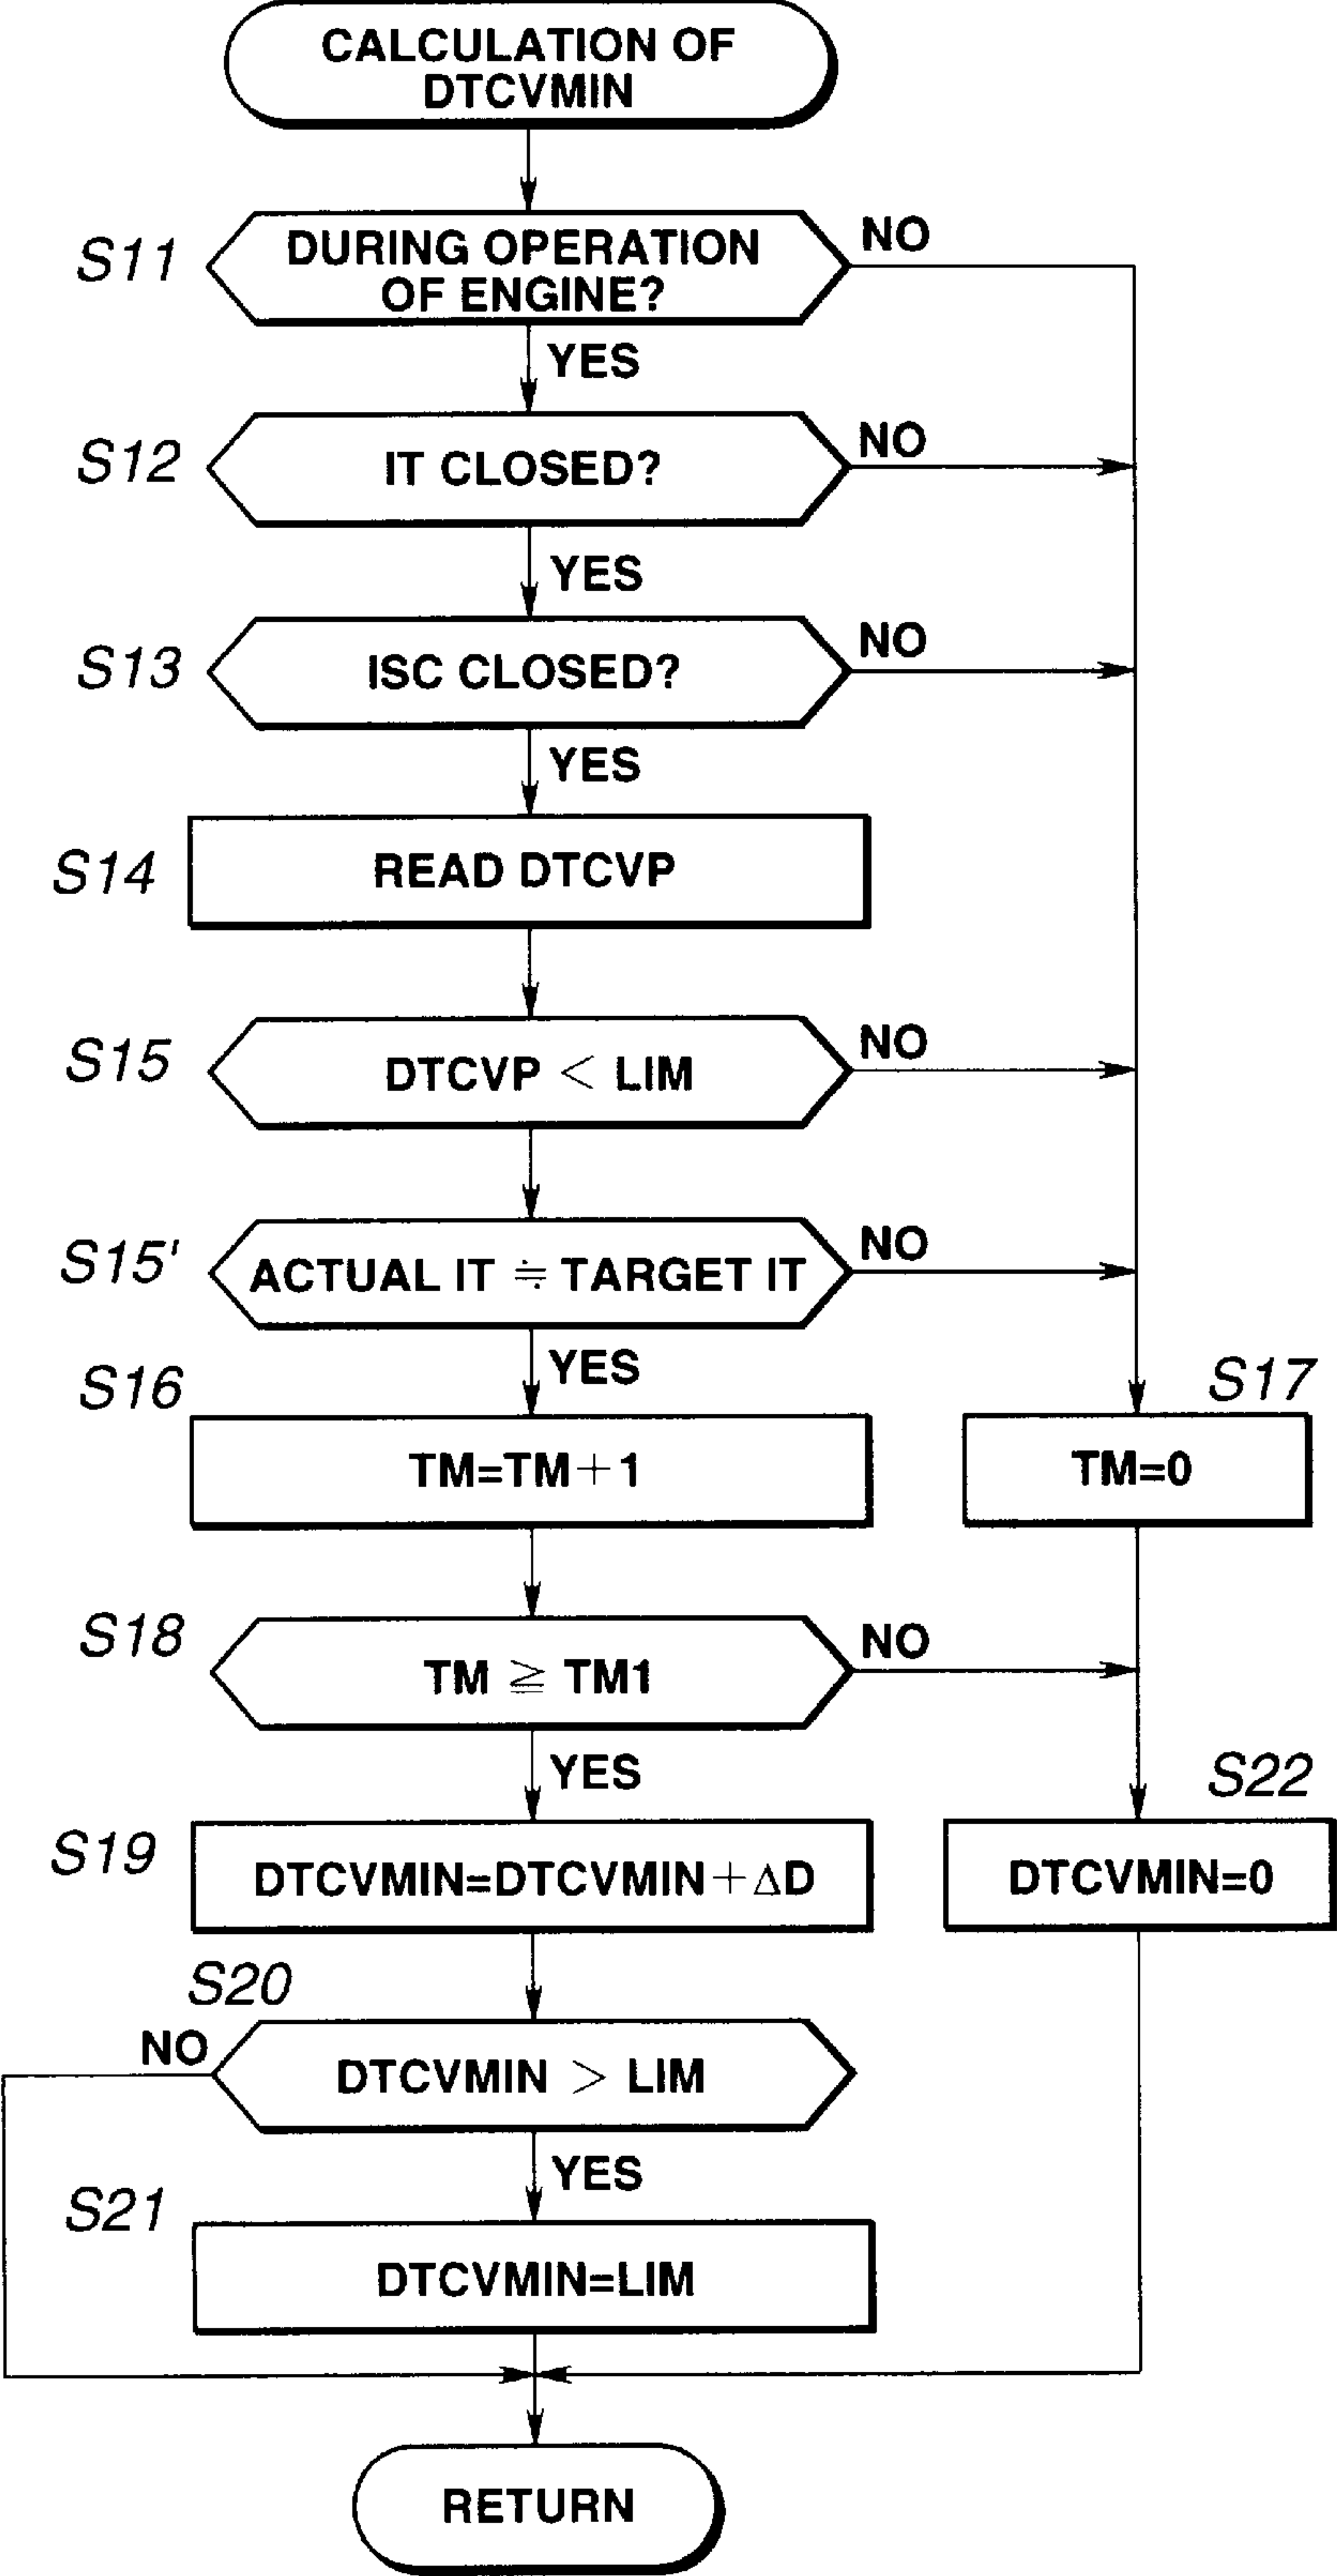 CALCULATION OF
DTCVMIN
S11
DURING OPERATION
OF ENGINE?
NO
YES
S12
IT CLOSED?
NO
YES
S13
ISC CLOSED?
NO
YES
S14
READ DTCVP
S15
DTCVP < LIM
NO
S15'
ACTUAL IT ≒ TARGET IT
NO
YES
S16
TM=TM+1
S17
TM=0
S18
TM ≧ TM1
NO
YES
S19
DTCVMIN=DTCVMIN+ΔD
S22
DTCVMIN=0
S20
NO
DTCVMIN > LIM
YES
S21
DTCVMIN=LIM
RETURN